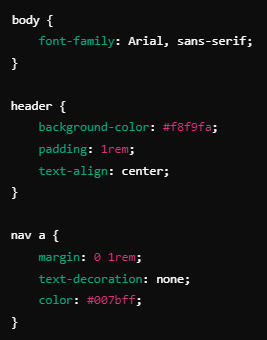 body {
    font-family: Arial, sans-serif;
}

header {
    background-color: #f8f9fa;
    padding: 1rem;
    text-align: center;
}

nav a {
    margin: 0 1rem;
    text-decoration: none;
    color: #007bff;
}